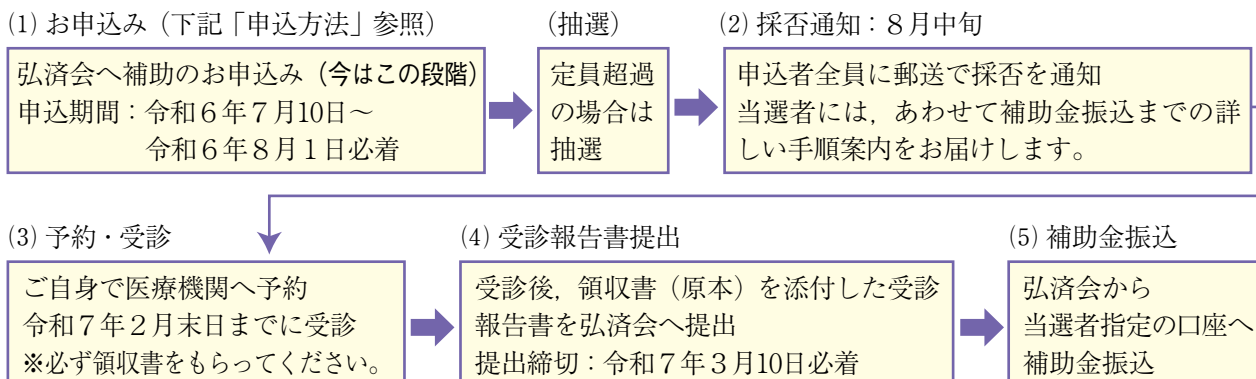 (1) お申込み（下記「申込方法」参照）
弘済会へ補助のお申込み（今はこの段階）
申込期間：令和６年７月10日～
令和６年８月１日必着
(抽選)
定員超過
の場合は
抽選
(2) 採否通知：８月中旬
申込者全員に郵送で採否を通知
当選者には，あわせて補助金振込までの詳
しい手順案内をお届けします。
(3) 予約・受診
ご自身で医療機関へ予約
令和７年２月末日までに受診
※必ず領収書をもらってください。
(4) 受診報告書提出
受診後，領収書（原本）を添付した受診
報告書を弘済会へ提出
提出締切：令和７年３月10日必着
(5) 補助金振込
弘済会から
当選者指定の口座へ
補助金振込